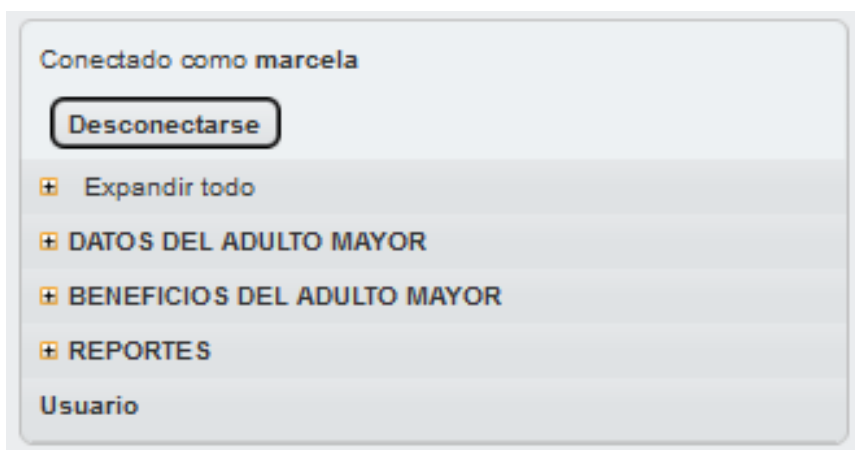 Conectado como marcela
Desconectarse
Expandir todo
DATOS DEL ADULTO MAYOR
BENEFICIOS DEL ADULTO MAYOR
REPORTES
Usuario